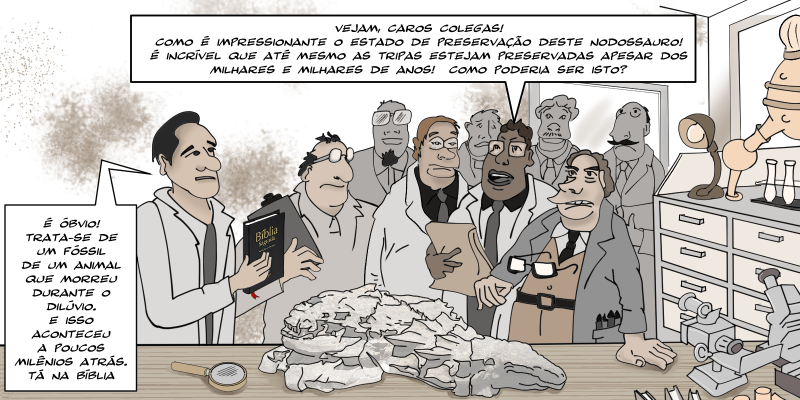 VEJAM, CAROS COLEGAS!
COMO É IMPRESSIONANTE O ESTADO DE PRESERVAÇÃO DESTE NODOSSAURO!
É INCRÍVEL QUE ATÉ MESMO AS TRIPAS ESTEJAM PRESERVADAS APESAR DOS
MILHARES E MILHARES DE ANOS! COMO PODERIA SER ISTO?
É ÓBVIO!
TRATA-SE DE
UM FÓSSIL
DE UM ANIMAL
QUE MORREU
DURANTE O
DILÚVIO.
E ISSO
ACONTECEU
A POUCOS
MILÊNIOS ATRÁS.
TÁ NA BÍBLIA
Bíblia
Sagrada